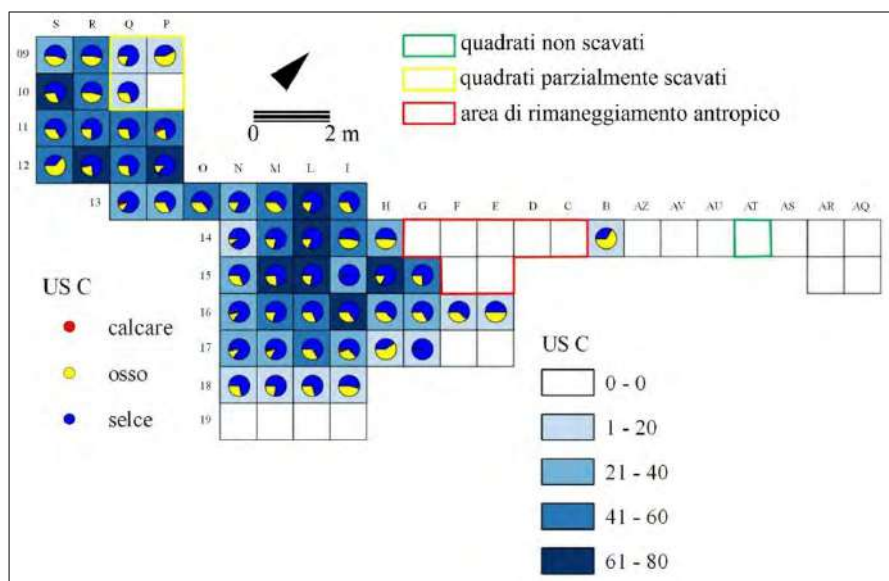 S R Q P
09
10
11
12
13
O N M L I
H G F E D C B AZ AV AU AT AS AR AQ
14
15
16
17
18
19
0 2 m
quadrati non scavati
quadrati parzialmente scavati
area di rimaneggiamento antropico
US C
calcare
osso
selce
US C
0 - 0
1 - 20
21 - 40
41 - 60
61 - 80